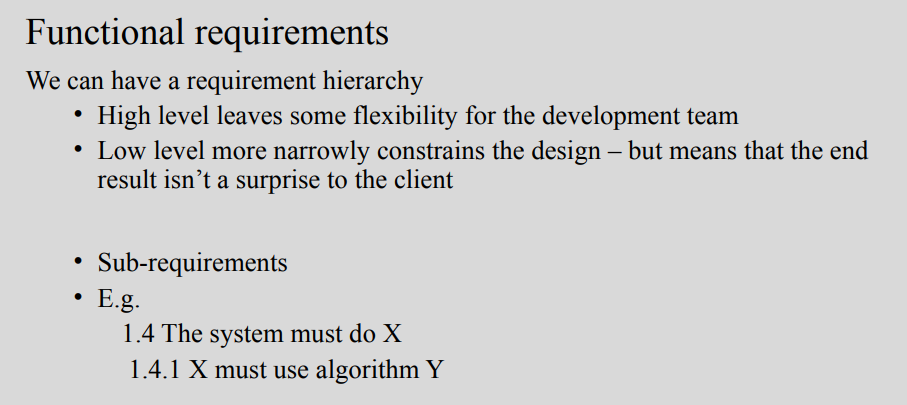 Functional requirements
We can have a requirement hierarchy
• High level leaves some flexibility for the development team
• Low level more narrowly constrains the design – but means that the end
result isn’t a surprise to the client
• Sub-requirements
• E.g.
1.4 The system must do X
1.4.1 X must use algorithm Y